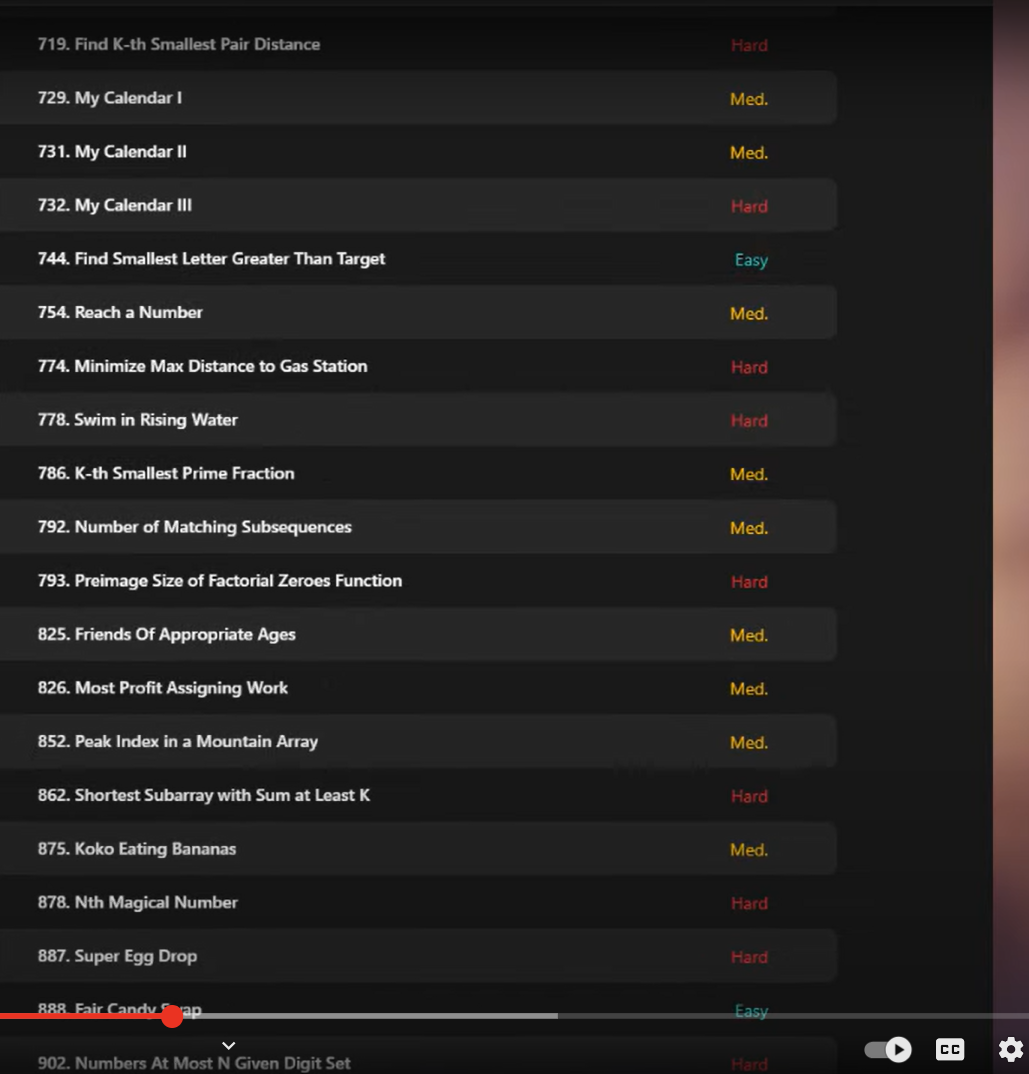 719. Find K-th Smallest Pair Distance Hard
729. My Calendar I Med.
731. My Calendar II Med.
732. My Calendar III Hard
744. Find Smallest Letter Greater Than Target Easy
754. Reach a Number Med.
774. Minimize Max Distance to Gas Station Hard
778. Swim in Rising Water Hard
786. K-th Smallest Prime Fraction Med.
792. Number of Matching Subsequences Med.
793. Preimage Size of Factorial Zeroes Function Hard
825. Friends Of Appropriate Ages Med.
826. Most Profit Assigning Work Med.
852. Peak Index in a Mountain Array Med.
862. Shortest Subarray with Sum at Least K Hard
875. Koko Eating Bananas Med.
878. Nth Magical Number Hard
887. Super Egg Drop Hard
888. Fair Candy Swap Easy
902. Numbers At Most N Given Digit Set Hard
CC